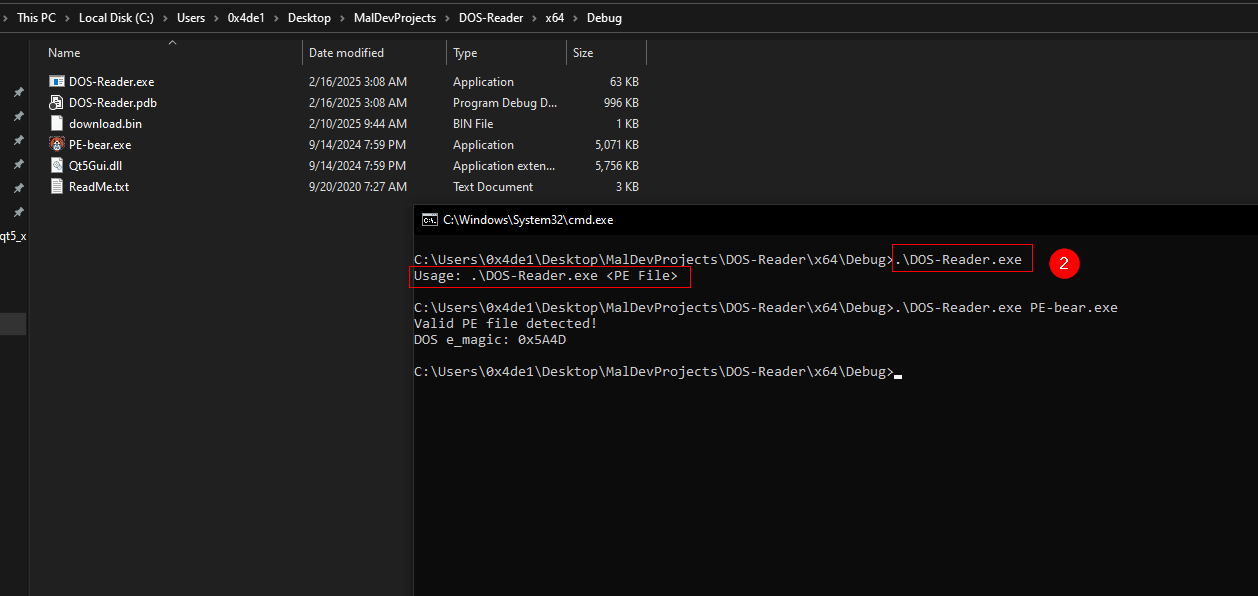 This PC > Local Disk (C:) > Users > 0x4de1 > Desktop > MalDevProjects > DOS-Reader > x64 > Debug
Name Date modified Type Size
DOS-Reader.exe 2/16/2025 3:08 AM Application 63 KB
DOS-Reader.pdb 2/16/2025 3:08 AM Program Debug D... 996 KB
download.bin 2/10/2025 9:44 AM BIN File 1 KB
PE-bear.exe 9/14/2024 7:59 PM Application 5,071 KB
Qt5Gui.dll 9/14/2024 7:59 PM Application exten... 5,756 KB
ReadMe.txt 9/20/2020 7:27 AM Text Document 3 KB
qt5_x
C:\Windows\System32\cmd.exe
C:\Users\0x4de1\Desktop\MalDevProjects\DOS-Reader\x64\Debug>.\DOS-Reader.exe
2
Usage: .\DOS-Reader.exe <PE File>
C:\Users\0x4de1\Desktop\MalDevProjects\DOS-Reader\x64\Debug>.\DOS-Reader.exe PE-bear.exe
Valid PE file detected!
DOS e_magic: 0x5A4D
C:\Users\0x4de1\Desktop\MalDevProjects\DOS-Reader\x64\Debug>